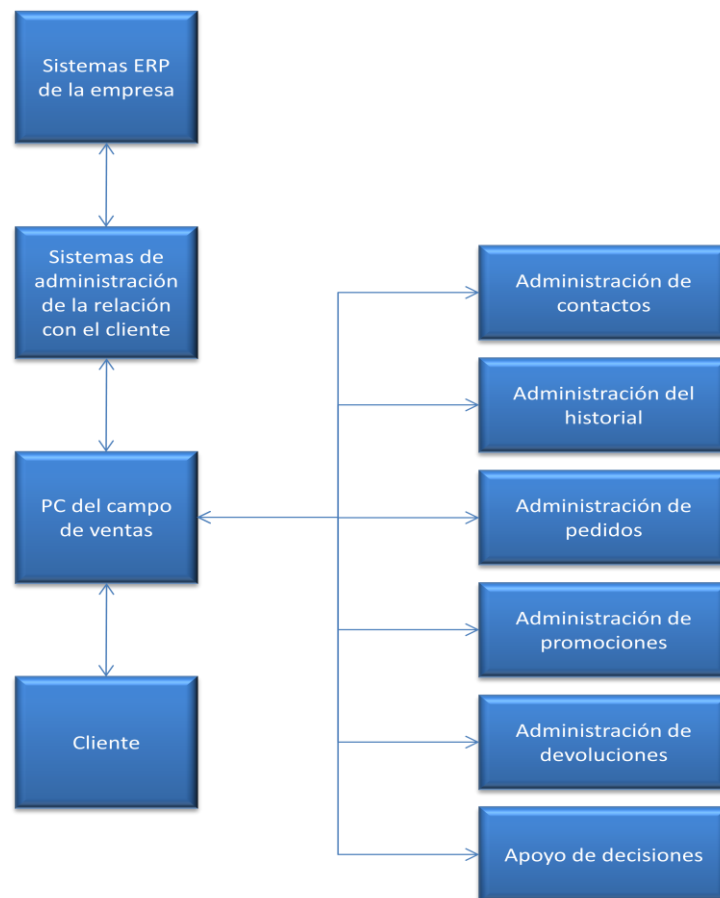 Sistemas ERP
de la empresa
Sistemas de
administración
de la relación
con el cliente
PC del campo
de ventas
Cliente
Administración de
contactos
Administración del
historial
Administración de
pedidos
Administración de
promociones
Administración de
devoluciones
Apoyo de decisiones